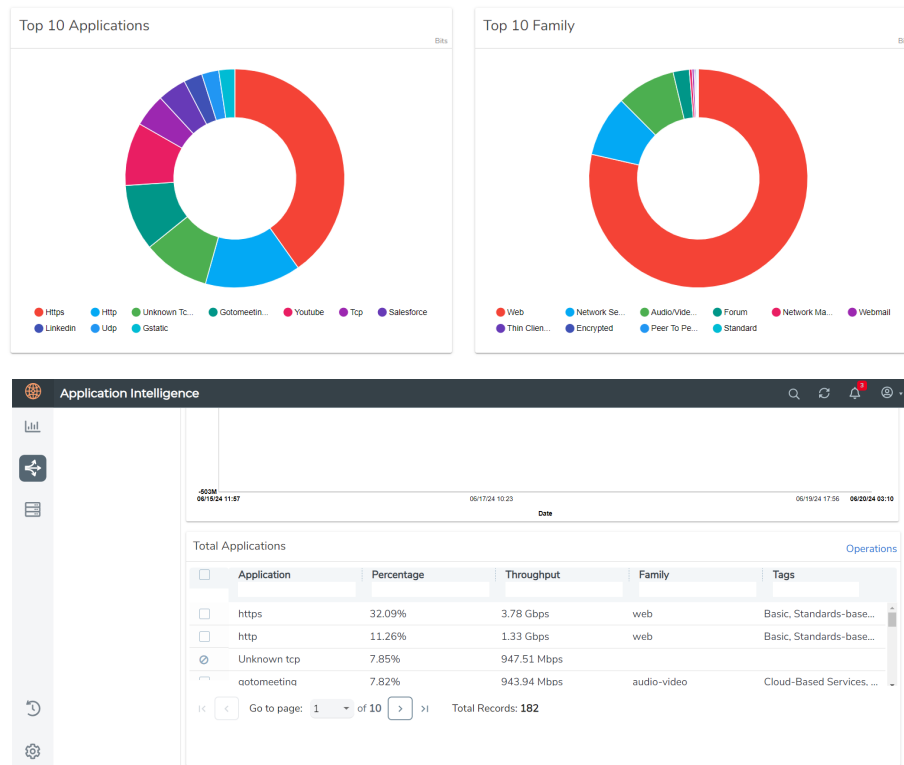 Top 10 Applications
Bits
Https Http Unknown Tc... Gotomeetin... Youtube Tcp Salesforce
Linkedin Udp Gstatic
Top 10 Family
Bi
Web Network Se... Audio/Vide... Forum Network Ma... Webmail
Thin Clien... Encrypted Peer To Pe... Standard
Application Intelligence
3
-503M
06/15/24 11:57 06/17/24 10:23 06/19/24 17:56 06/20/24 03:10
Date
Total Applications
Operations
Application Percentage Throughput Family Tags
https 32.09% 3.78 Gbps web Basic, Standards-base...
http 11.26% 1.33 Gbps web Basic, Standards-base...
Unknown tcp 7.85% 947.51 Mbps
gotomeeting 7.82% 943.94 Mbps audio-video Cloud-Based Services, ...
Go to page: 1 of 10 Total Records: 182